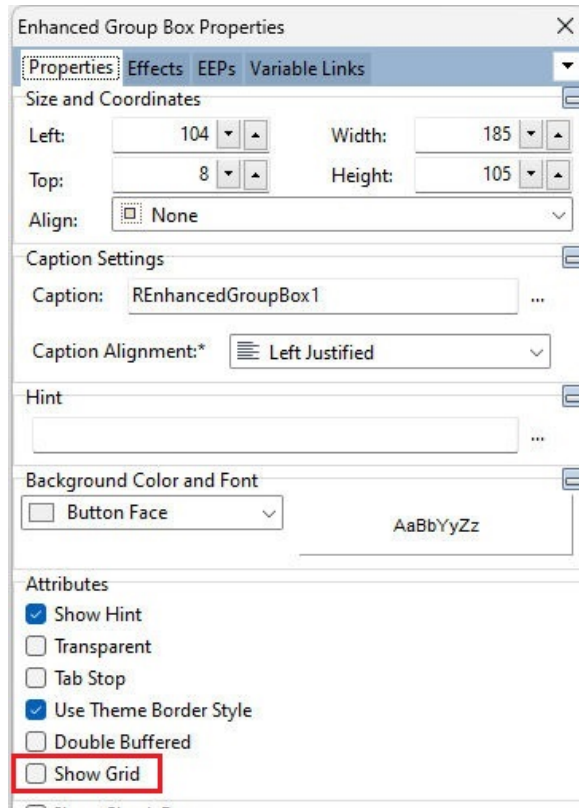 Enhanced Group Box Properties
Properties Effects EEPs Variable Links
Size and Coordinates
Left: 104 Width: 185
Top: 8 Height: 105
Align: None
Caption Settings
Caption: REnhancedGroupBox1 ...
Caption Alignment:* Left Justified
Hint
...
Background Color and Font
Button Face AaBbYyZz
Attributes
Show Hint
Transparent
Tab Stop
Use Theme Border Style
Double Buffered
Show Grid